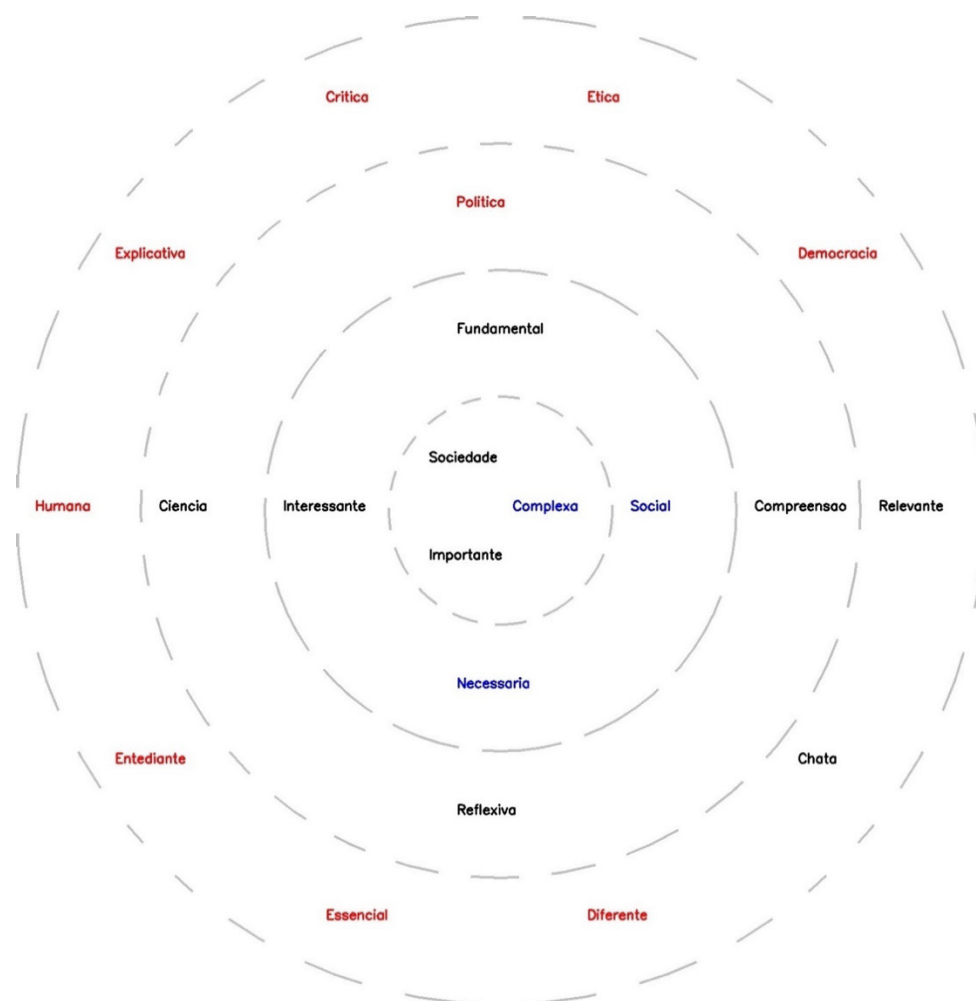 Critica
Etica
Politica
Explicativa
Democracia
Fundamental
Sociedade
Humana
Ciencia
Interessante
Complexa
Social
Compreensao
Relevante
Importante
Necessaria
Entediante
Chata
Reflexiva
Essencial
Diferente